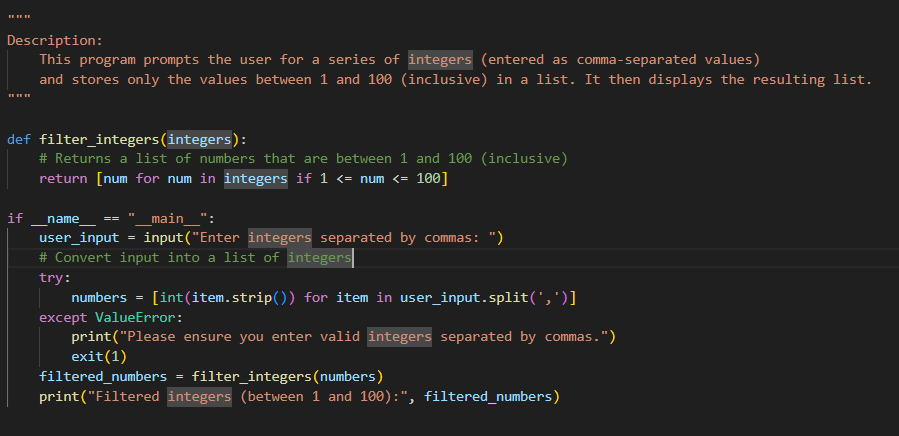 """
Description:
    This program prompts the user for a series of integers (entered as comma-separated values)
    and stores only the values between 1 and 100 (inclusive) in a list. It then displays the resulting list.
"""
def filter_integers(integers):
    # Returns a list of numbers that are between 1 and 100 (inclusive)
    return [num for num in integers if 1 <= num <= 100]
if __name__ == "__main__":
    user_input = input("Enter integers separated by commas: ")
    # Convert input into a list of integers
    try:
        numbers = [int(item.strip()) for item in user_input.split(',')]
    except ValueError:
        print("Please ensure you enter valid integers separated by commas.")
        exit(1)
    filtered_numbers = filter_integers(numbers)
    print("Filtered integers (between 1 and 100):", filtered_numbers)